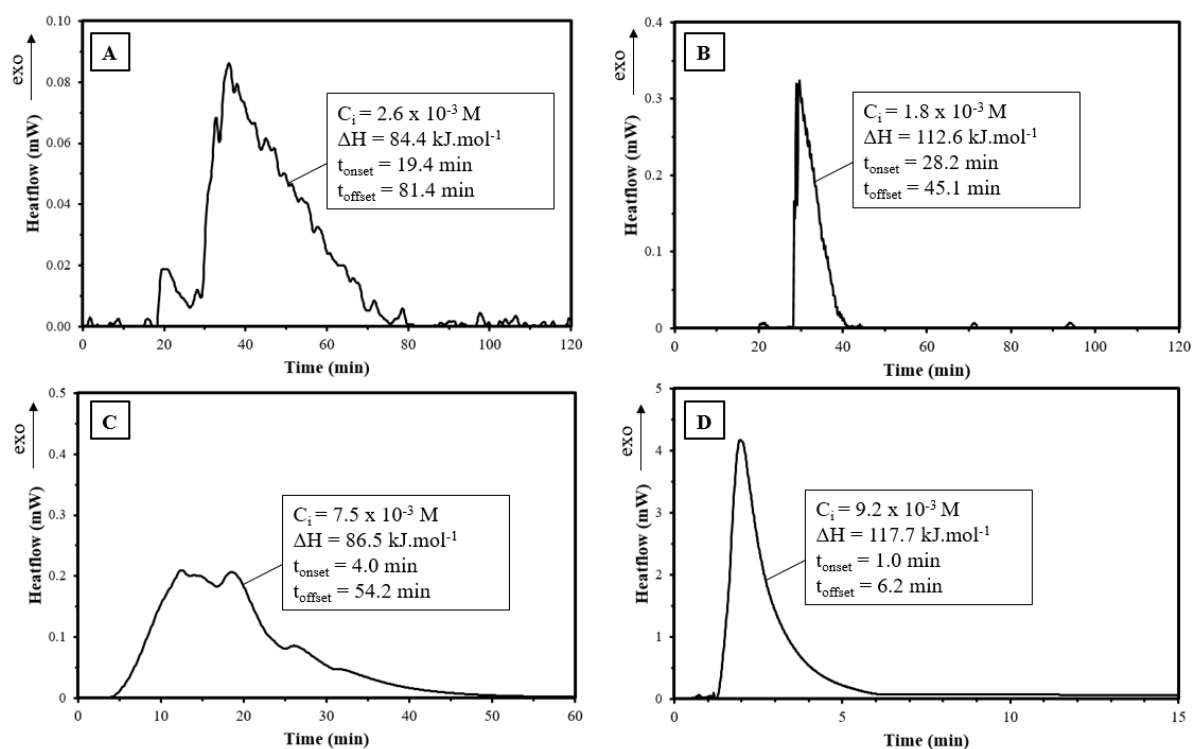 A
exo
Heatflow (mW)
0.10
0.08
0.06
0.04
0.02
0.00
Cᵢ = 2.6 x 10⁻³ M
ΔH = 84.4 kJ.mol⁻¹
t_onset = 19.4 min
t_offset = 81.4 min
0 20 40 60 80 100 120
Time (min)
B
exo
Heatflow (mW)
0.4
0.3
0.2
0.1
0
Cᵢ = 1.8 x 10⁻³ M
ΔH = 112.6 kJ.mol⁻¹
t_onset = 28.2 min
t_offset = 45.1 min
0 20 40 60 80 100 120
Time (min)
C
exo
Heatflow (mW)
0.5
0.4
0.3
0.2
0.1
0
Cᵢ = 7.5 x 10⁻³ M
ΔH = 86.5 kJ.mol⁻¹
t_onset = 4.0 min
t_offset = 54.2 min
0 10 20 30 40 50 60
Time (min)
D
exo
Heatflow (mW)
5
4
3
2
1
0
Cᵢ = 9.2 x 10⁻³ M
ΔH = 117.7 kJ.mol⁻¹
t_onset = 1.0 min
t_offset = 6.2 min
0 5 10 15
Time (min)